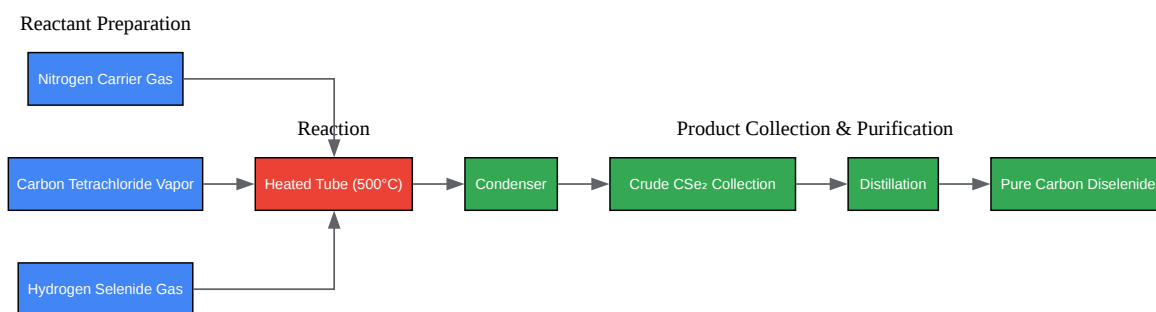 Reactant Preparation
Nitrogen Carrier Gas
Reaction
Product Collection & Purification
Carbon Tetrachloride Vapor
Heated Tube (500°C)
Condenser
Crude CSe₂ Collection
Distillation
Pure Carbon Diselenide
Hydrogen Selenide Gas